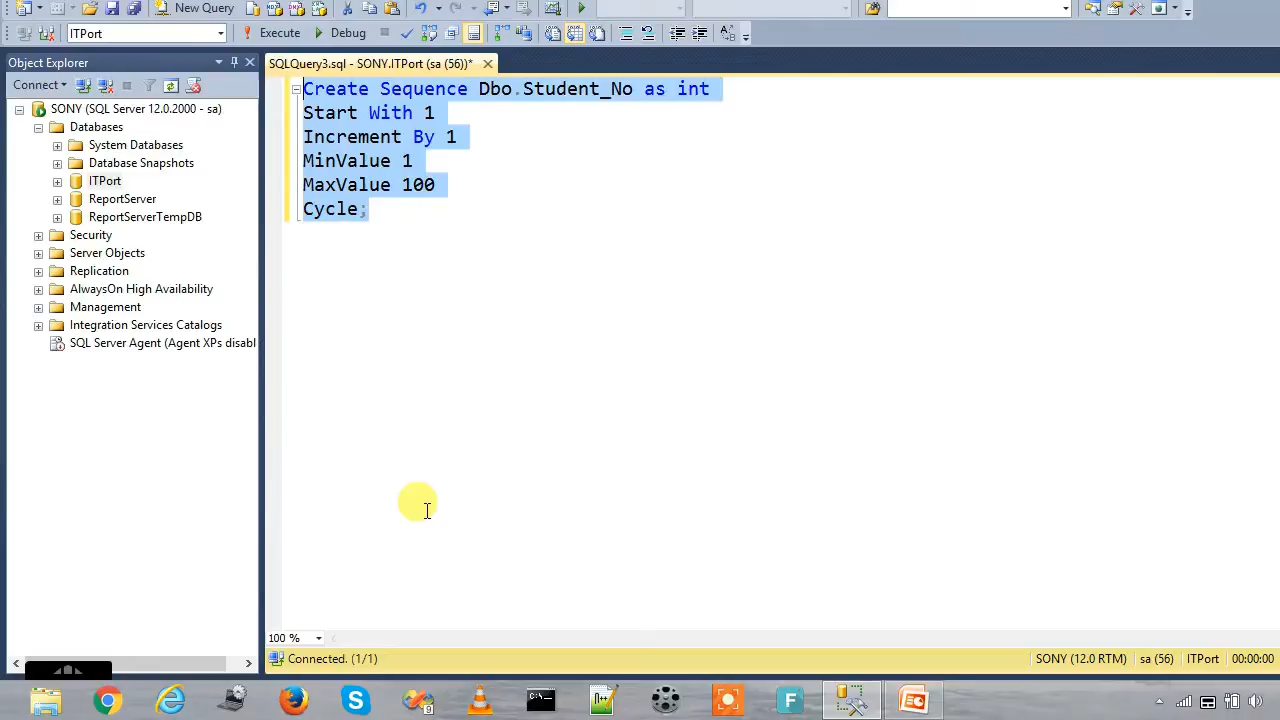 New Query
ITPort
Execute
Debug
Object Explorer
SQLQuery3.sql - SONY.ITPort (sa (56))*
Connect
SONY (SQL Server 12.0.2000 - sa)
Databases
System Databases
Database Snapshots
ITPort
ReportServer
ReportServerTempDB
Security
Server Objects
Replication
AlwaysOn High Availability
Management
Integration Services Catalogs
SQL Server Agent (Agent XPs disabl
Create Sequence Dbo.Student_No as int
Start With 1
Increment By 1
MinValue 1
MaxValue 100
Cycle;
100 %
Connected. (1/1)
SONY (12.0 RTM)
sa (56)
ITPort
00:00:00